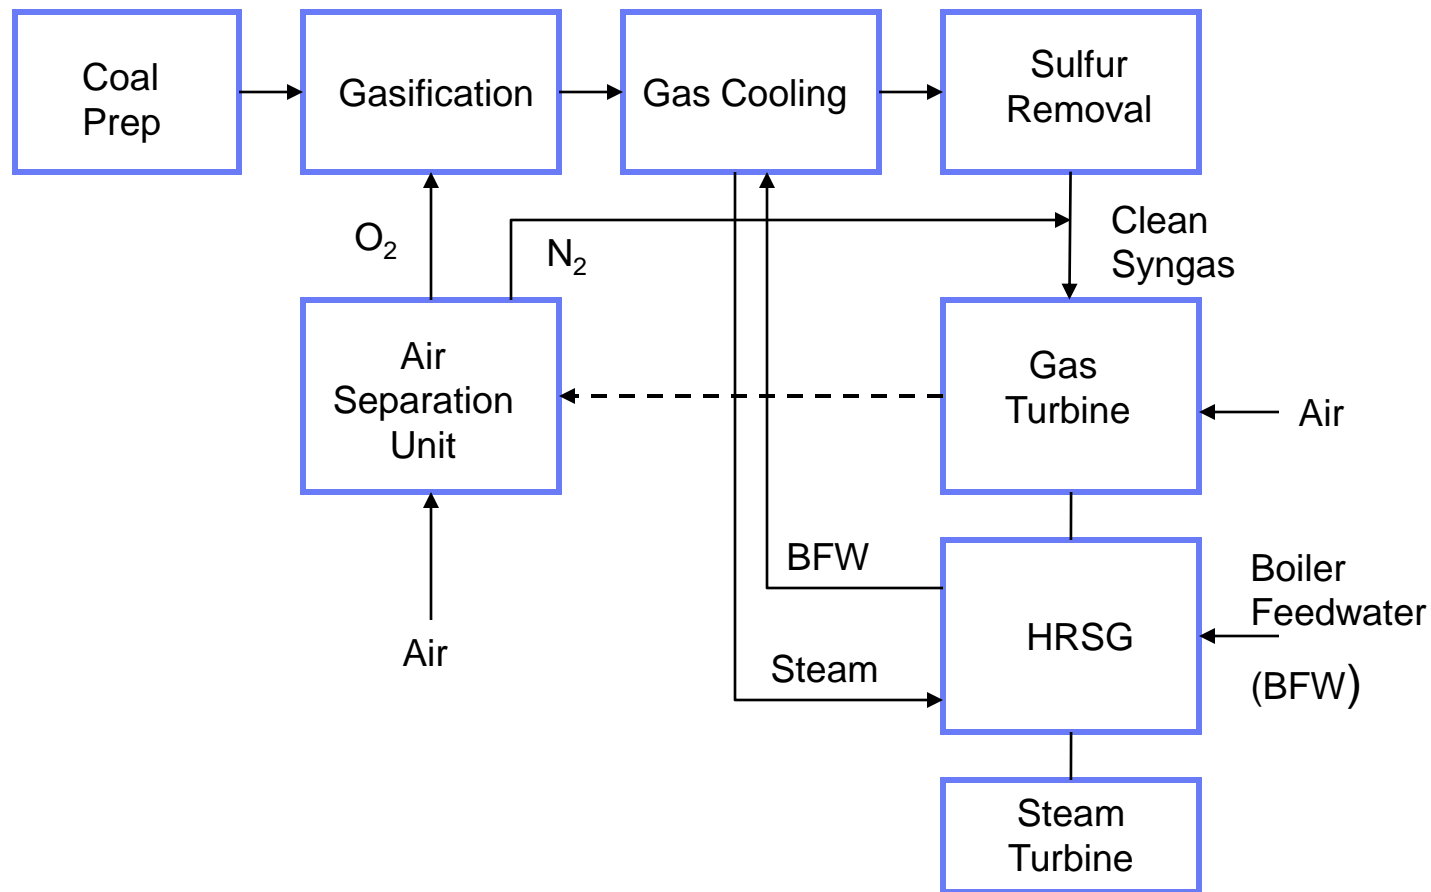 Coal
Prep
Gasification
Gas Cooling
Sulfur
Removal
O₂
N₂
Clean
Syngas
Air
Separation
Unit
Gas
Turbine
Air
BFW
Boiler
Feedwater
(BFW)
HRSG
Air
Steam
Steam
Turbine